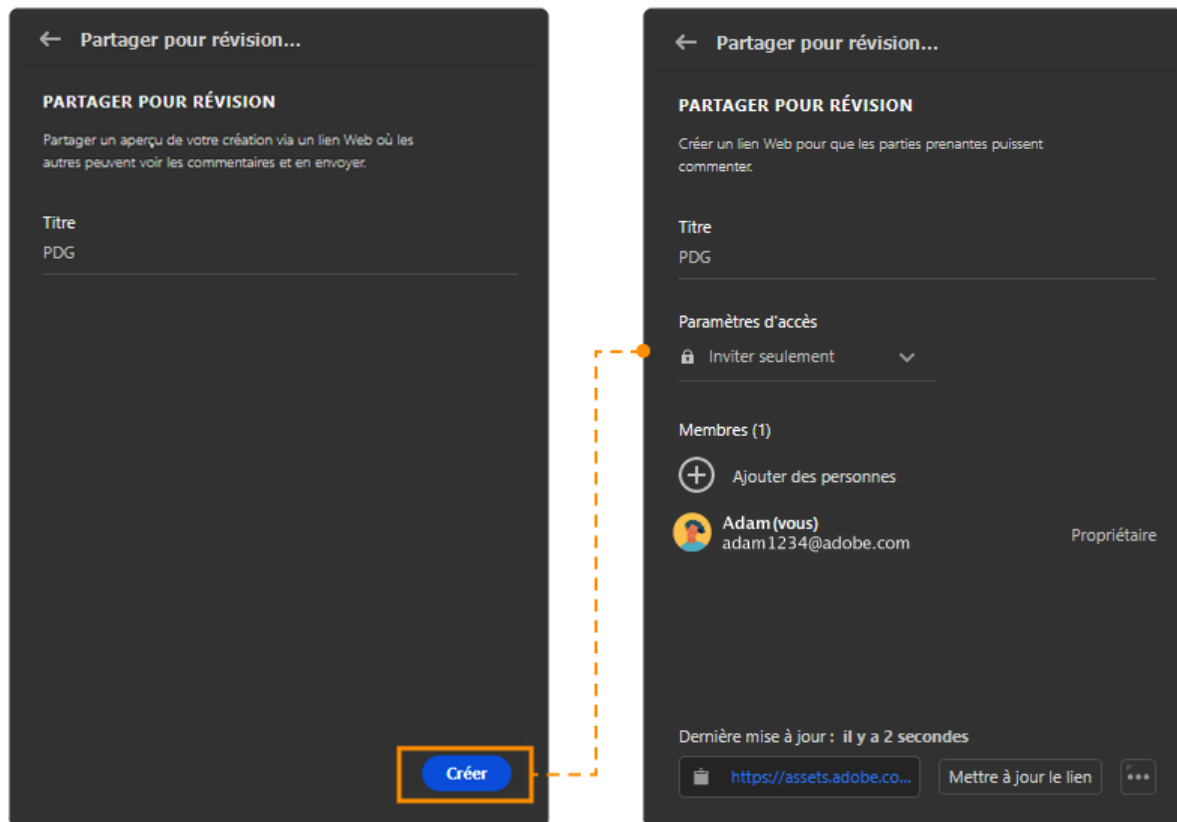 Partager pour révision...
PARTAGER POUR RÉVISION
Partager un aperçu de votre création via un lien Web où les
autres peuvent voir les commentaires et en envoyer.
Titre
PDG
Créer
Partager pour révision...
PARTAGER POUR RÉVISION
Créer un lien Web pour que les parties prenantes puissent
commenter.
Titre
PDG
Paramètres d'accès
Inviter seulement
Membres (1)
Ajouter des personnes
Adam (vous)
adam1234@adobe.com
Propriétaire
Dernière mise à jour : il y a 2 secondes
https://assets.adobe.co...
Mettre à jour le lien